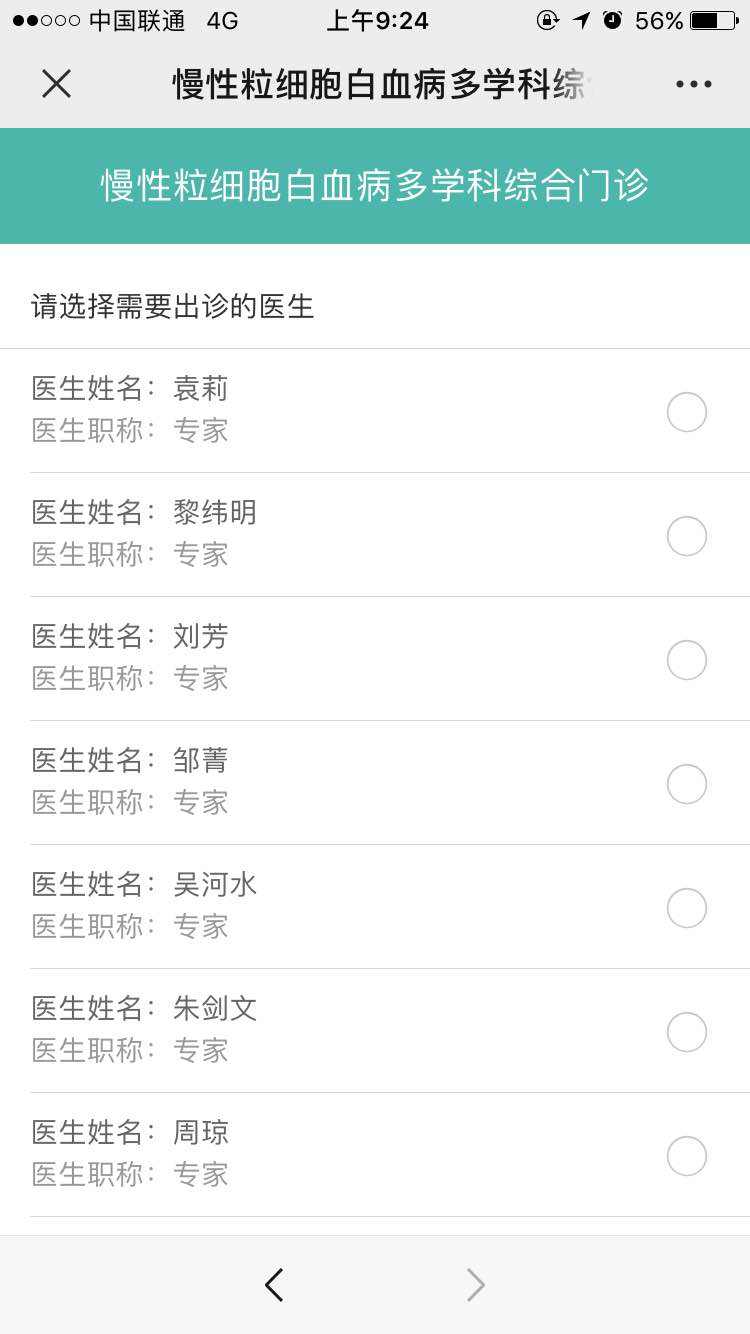 中国联通 4G 上午9:24 56%
慢性粒细胞白血病多学科综
慢性粒细胞白血病多学科综合门诊
请选择需要出诊的医生
医生姓名：袁莉
医生职称：专家
医生姓名：黎纬明
医生职称：专家
医生姓名：刘芳
医生职称：专家
医生姓名：邹菁
医生职称：专家
医生姓名：吴河水
医生职称：专家
医生姓名：朱剑文
医生职称：专家
医生姓名：周琼
医生职称：专家